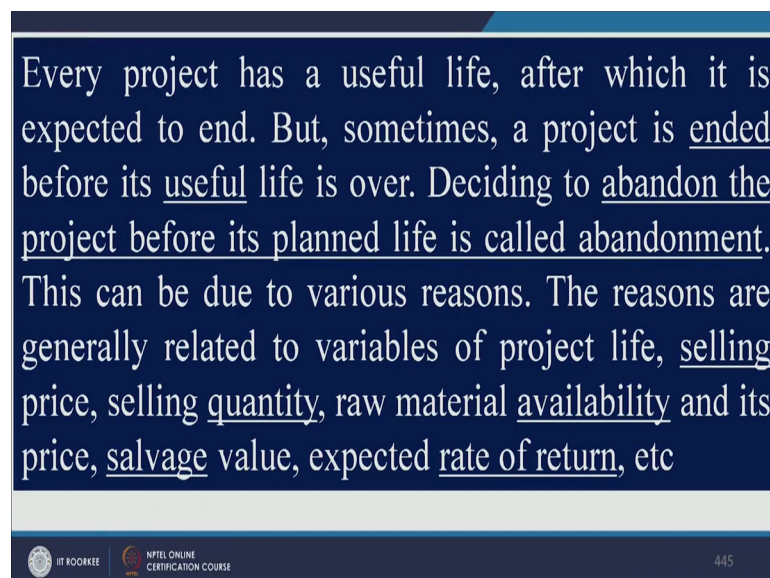 Every project has a useful life, after which it is
expected to end. But, sometimes, a project is ended
before its useful life is over. Deciding to abandon the
project before its planned life is called abandonment.
This can be due to various reasons. The reasons are
generally related to variables of project life, selling
price, selling quantity, raw material availability and its
price, salvage value, expected rate of return, etc
IIT ROORKEE
NPTEL ONLINE
CERTIFICATION COURSE
445